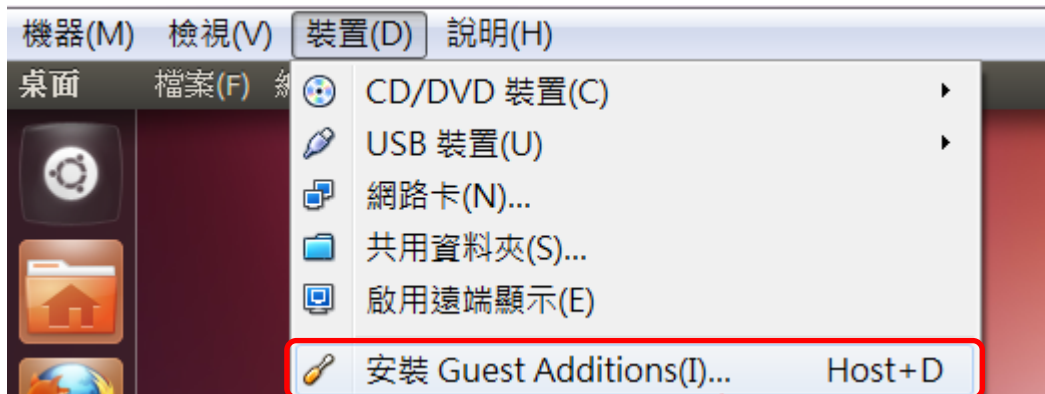 機器(M) 檢視(V) 裝置(D) 說明(H)
桌面 檔案(F)
CD/DVD 裝置(C)
USB 裝置(U)
網路卡(N)...
共用資料夾(S)...
啟用遠端顯示(E)
安裝 Guest Additions(I)... Host+D